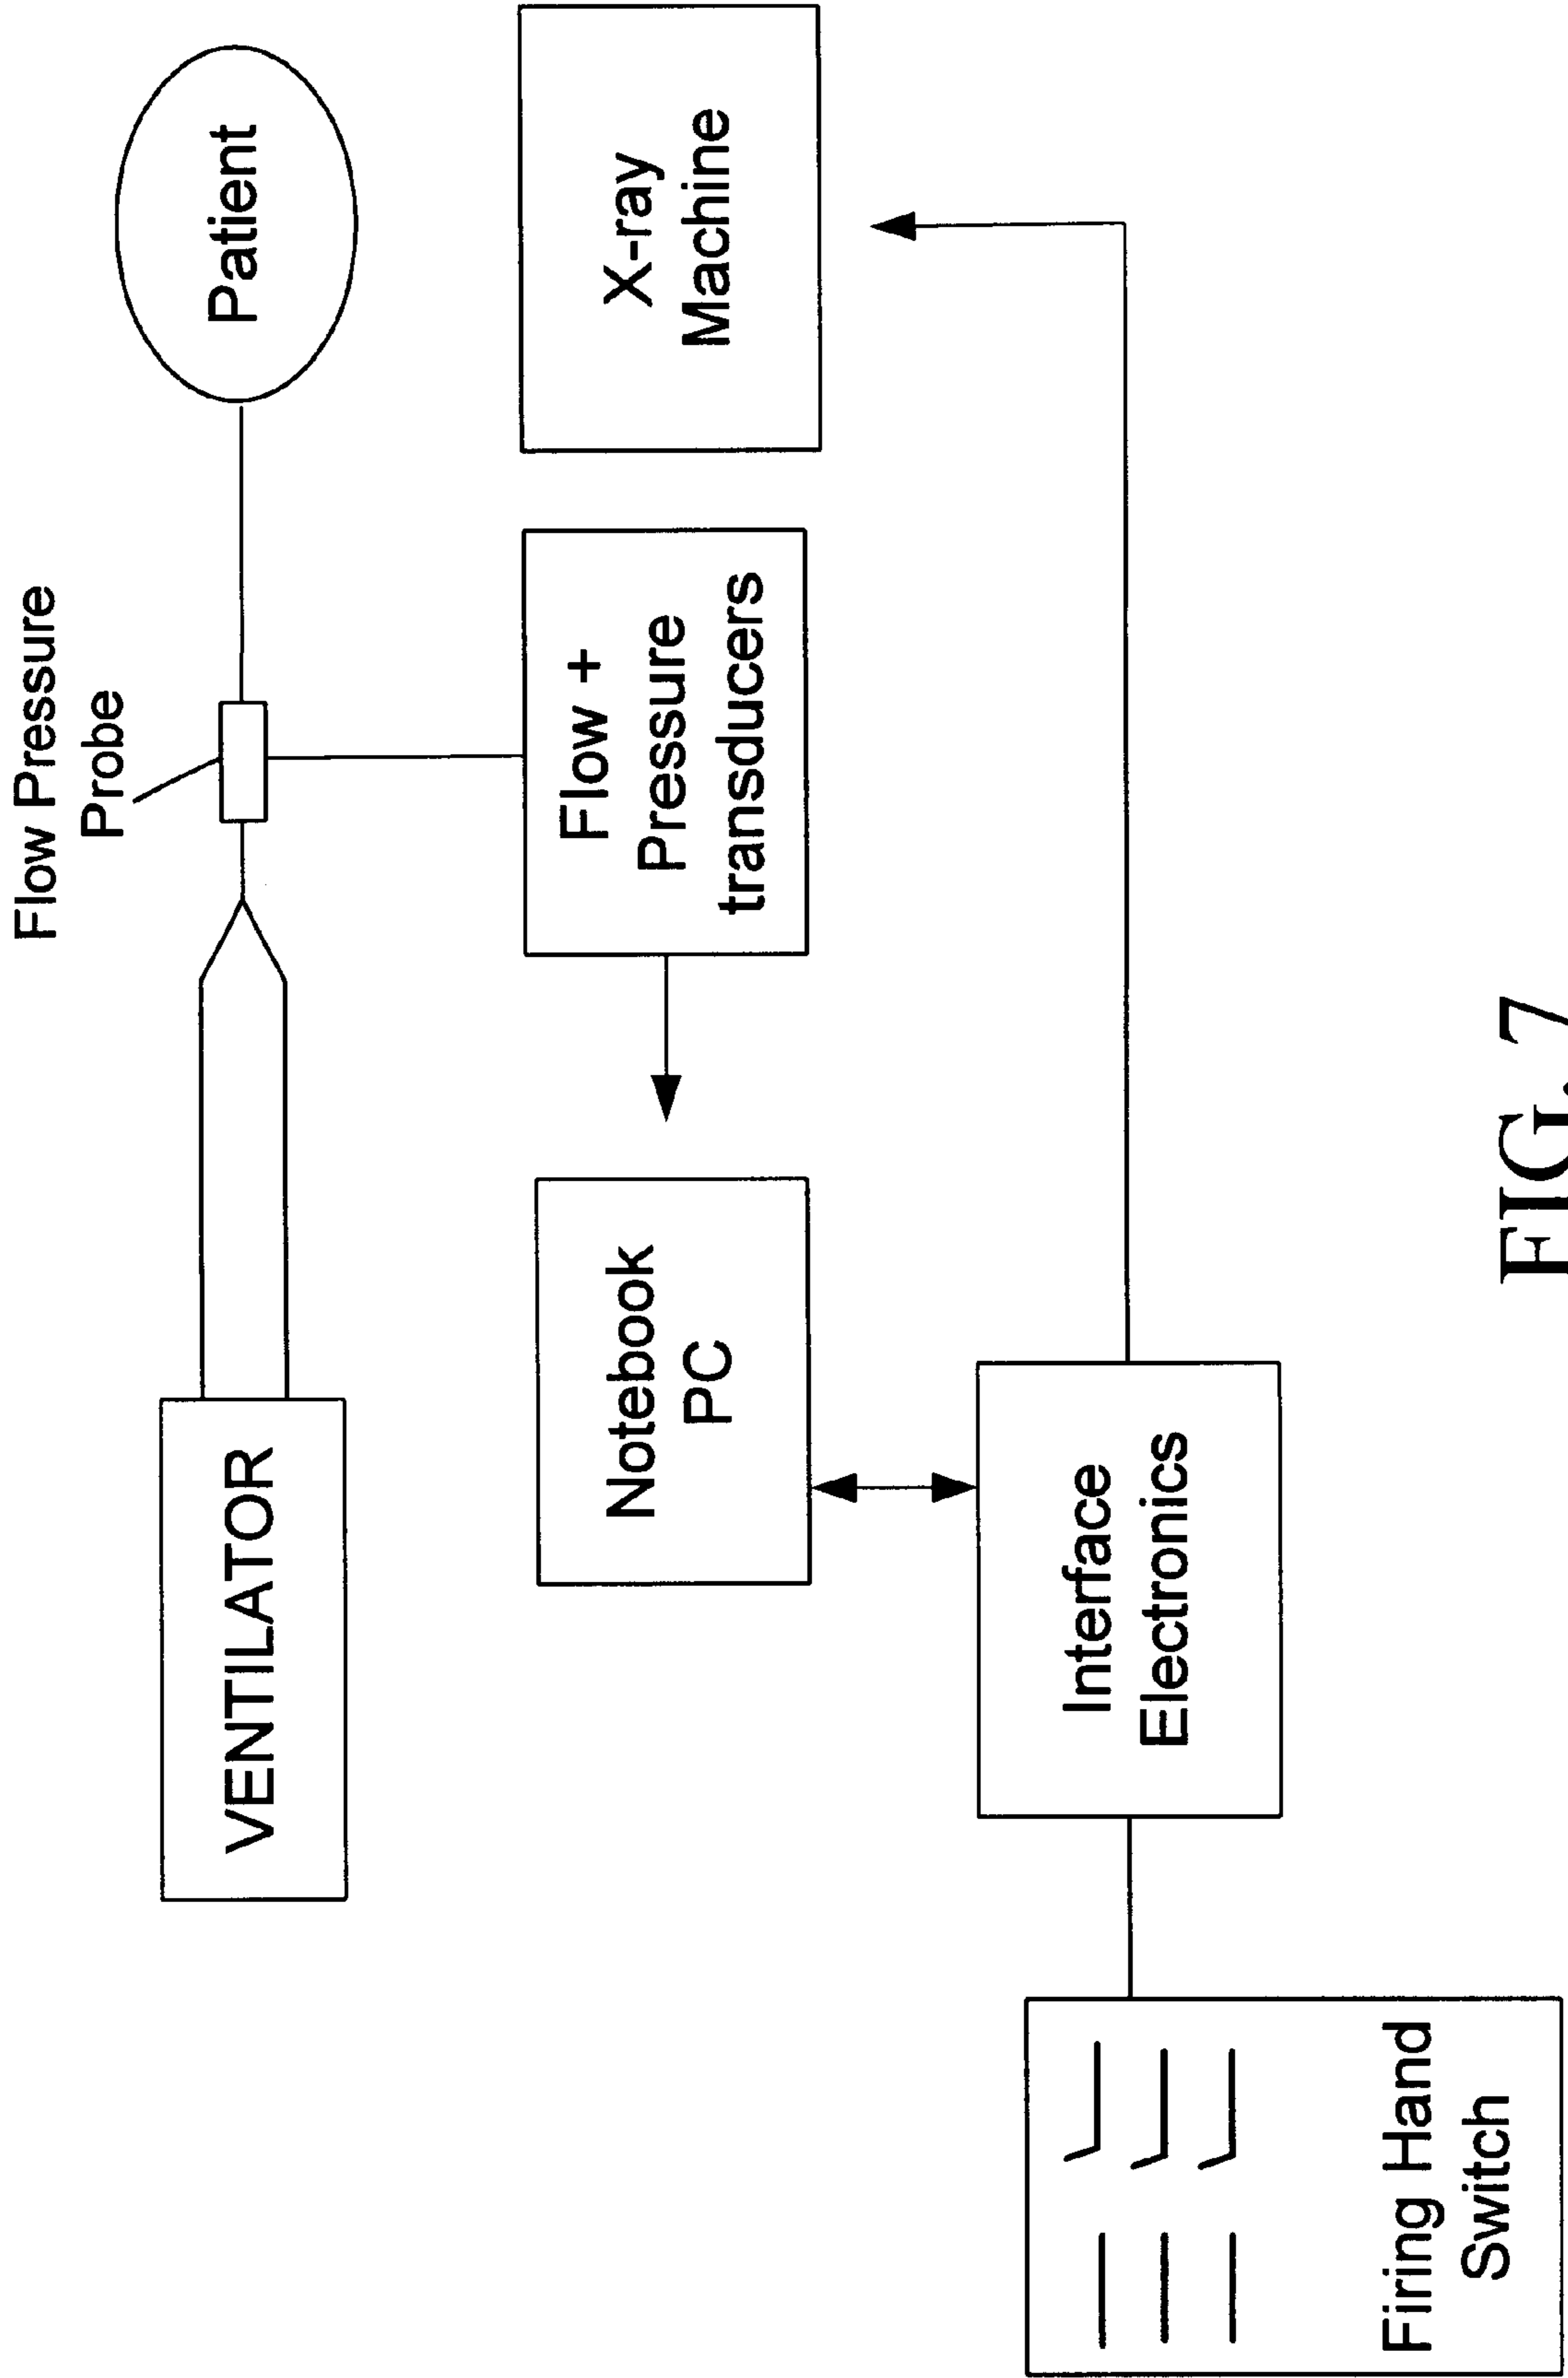 Flow Pressure
Probe
VENTILATOR
Patient
Notebook
PC
Flow +
Pressure
transducers
X-ray
Machine
Interface
Electronics
Firing Hand
Switch
FIG. 7